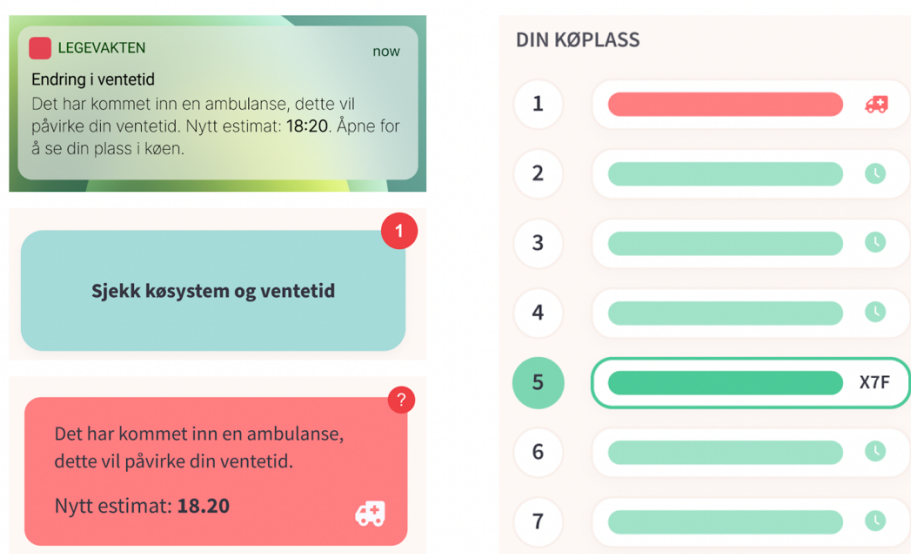 LEGEVAKTEN
now
Endring i ventetid
Det har kommet inn en ambulanse, dette vil
påvirke din ventetid. Nytt estimat: 18:20. Åpne for
å se din plass i køen.
1
Sjekk køsystem og ventetid
?
Det har kommet inn en ambulanse,
dette vil påvirke din ventetid.
Nytt estimat: 18.20
DIN KØPLASS
1
2
3
4
5 X7F
6
7